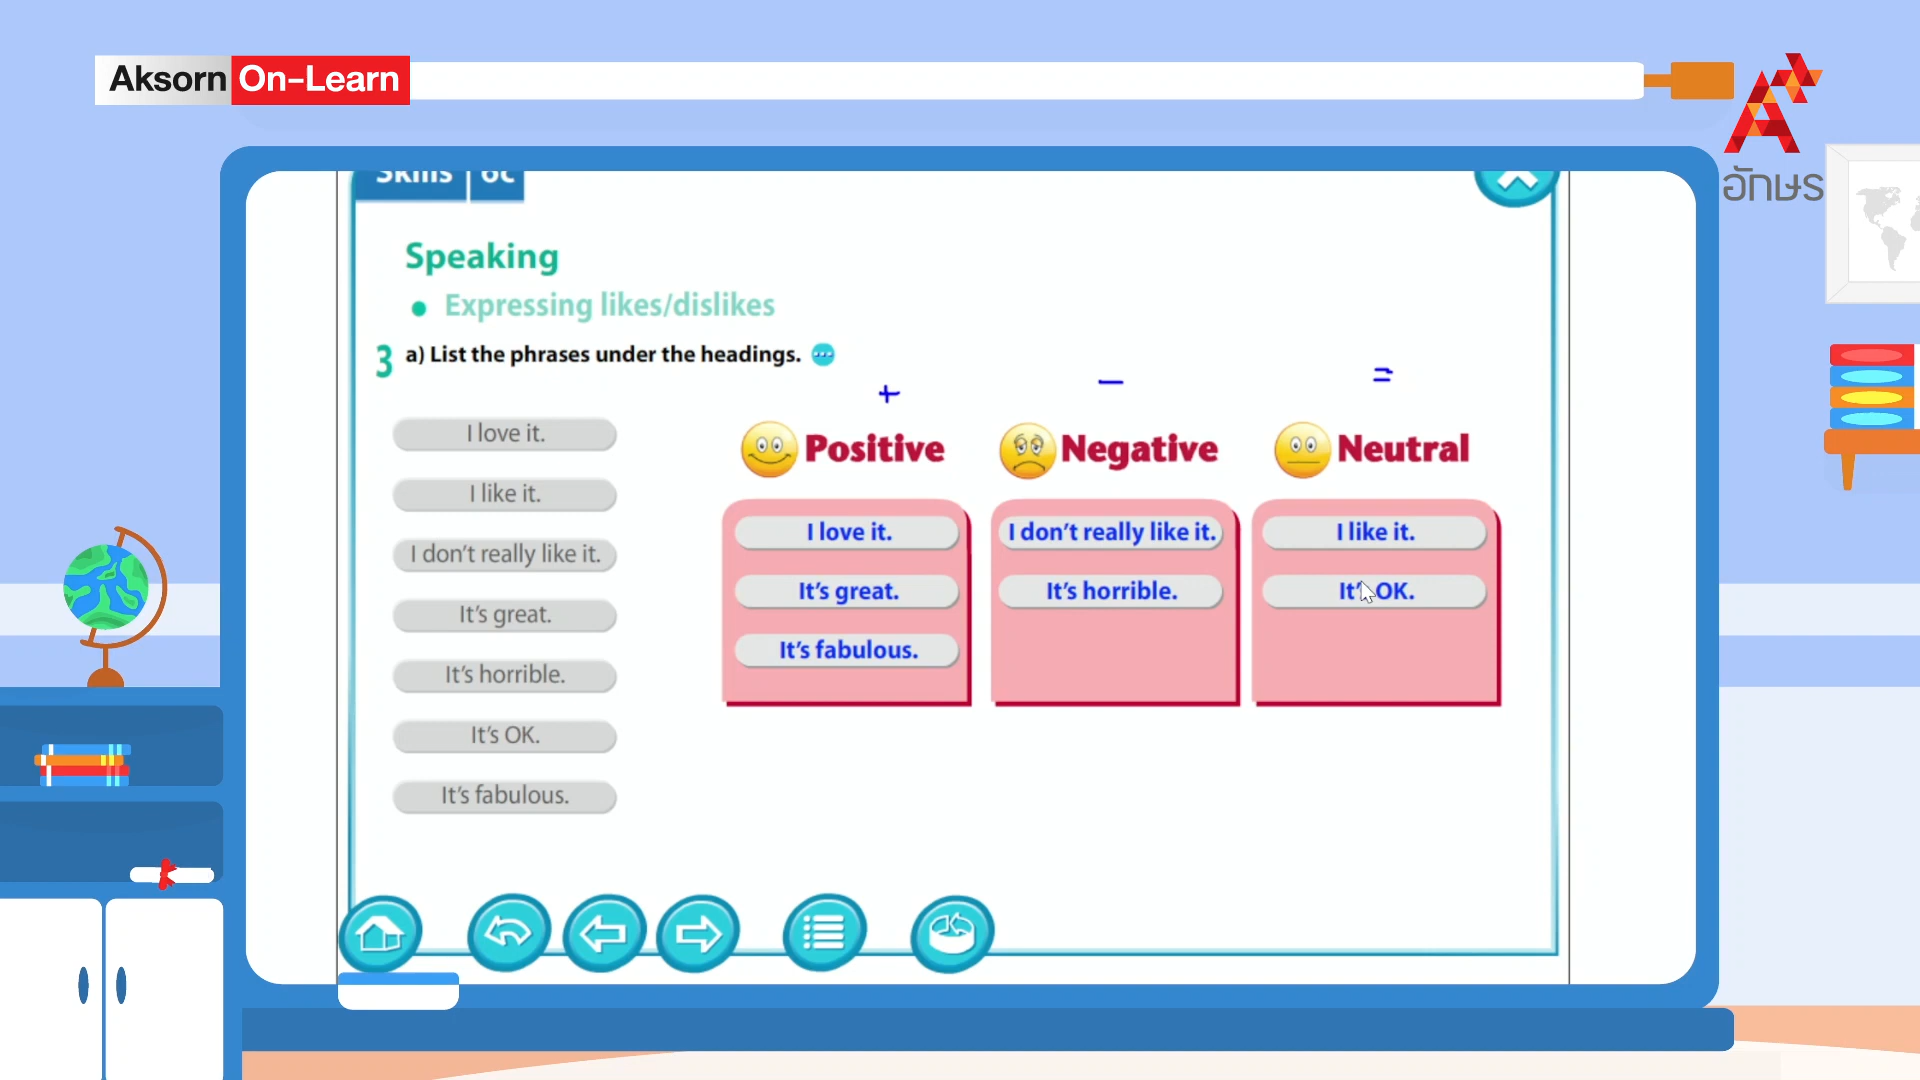 Aksorn On-Learn
อักษร
Skills 6c
Speaking
• Expressing likes/dislikes
3 a) List the phrases under the headings.
+ – =
Positive Negative Neutral
I love it.
I like it.
I don't really like it.
It's great.
It's horrible.
It's OK.
It's fabulous.
I love it. I don't really like it. I like it.
It's great. It's horrible. It's OK.
It's fabulous.